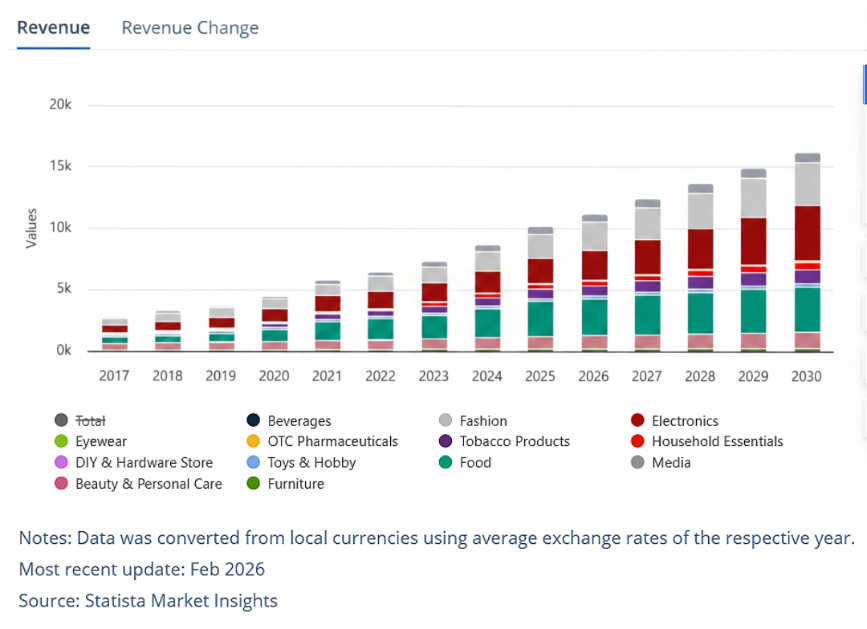 Revenue Revenue Change
20k
15k
10k
5k
0k
Values
2017 2018 2019 2020 2021 2022 2023 2024 2025 2026 2027 2028 2029 2030
Total Beverages Fashion Electronics
Eyewear OTC Pharmaceuticals Tobacco Products Household Essentials
DIY & Hardware Store Toys & Hobby Food Media
Beauty & Personal Care Furniture
Notes: Data was converted from local currencies using average exchange rates of the respective year.
Most recent update: Feb 2026
Source: Statista Market Insights